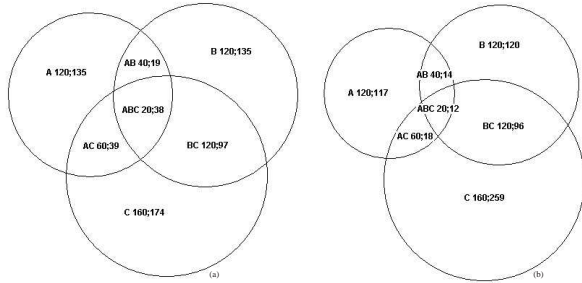 A 120;135
AB 40;19
B 120;135
ABC 20;38
AC 60;39
BC 120;97
C 160;174
(a)
A 120;117
AB 40;14
B 120;120
ABC 20;12
AC 60;18
BC 120;96
C 160;259
(b)